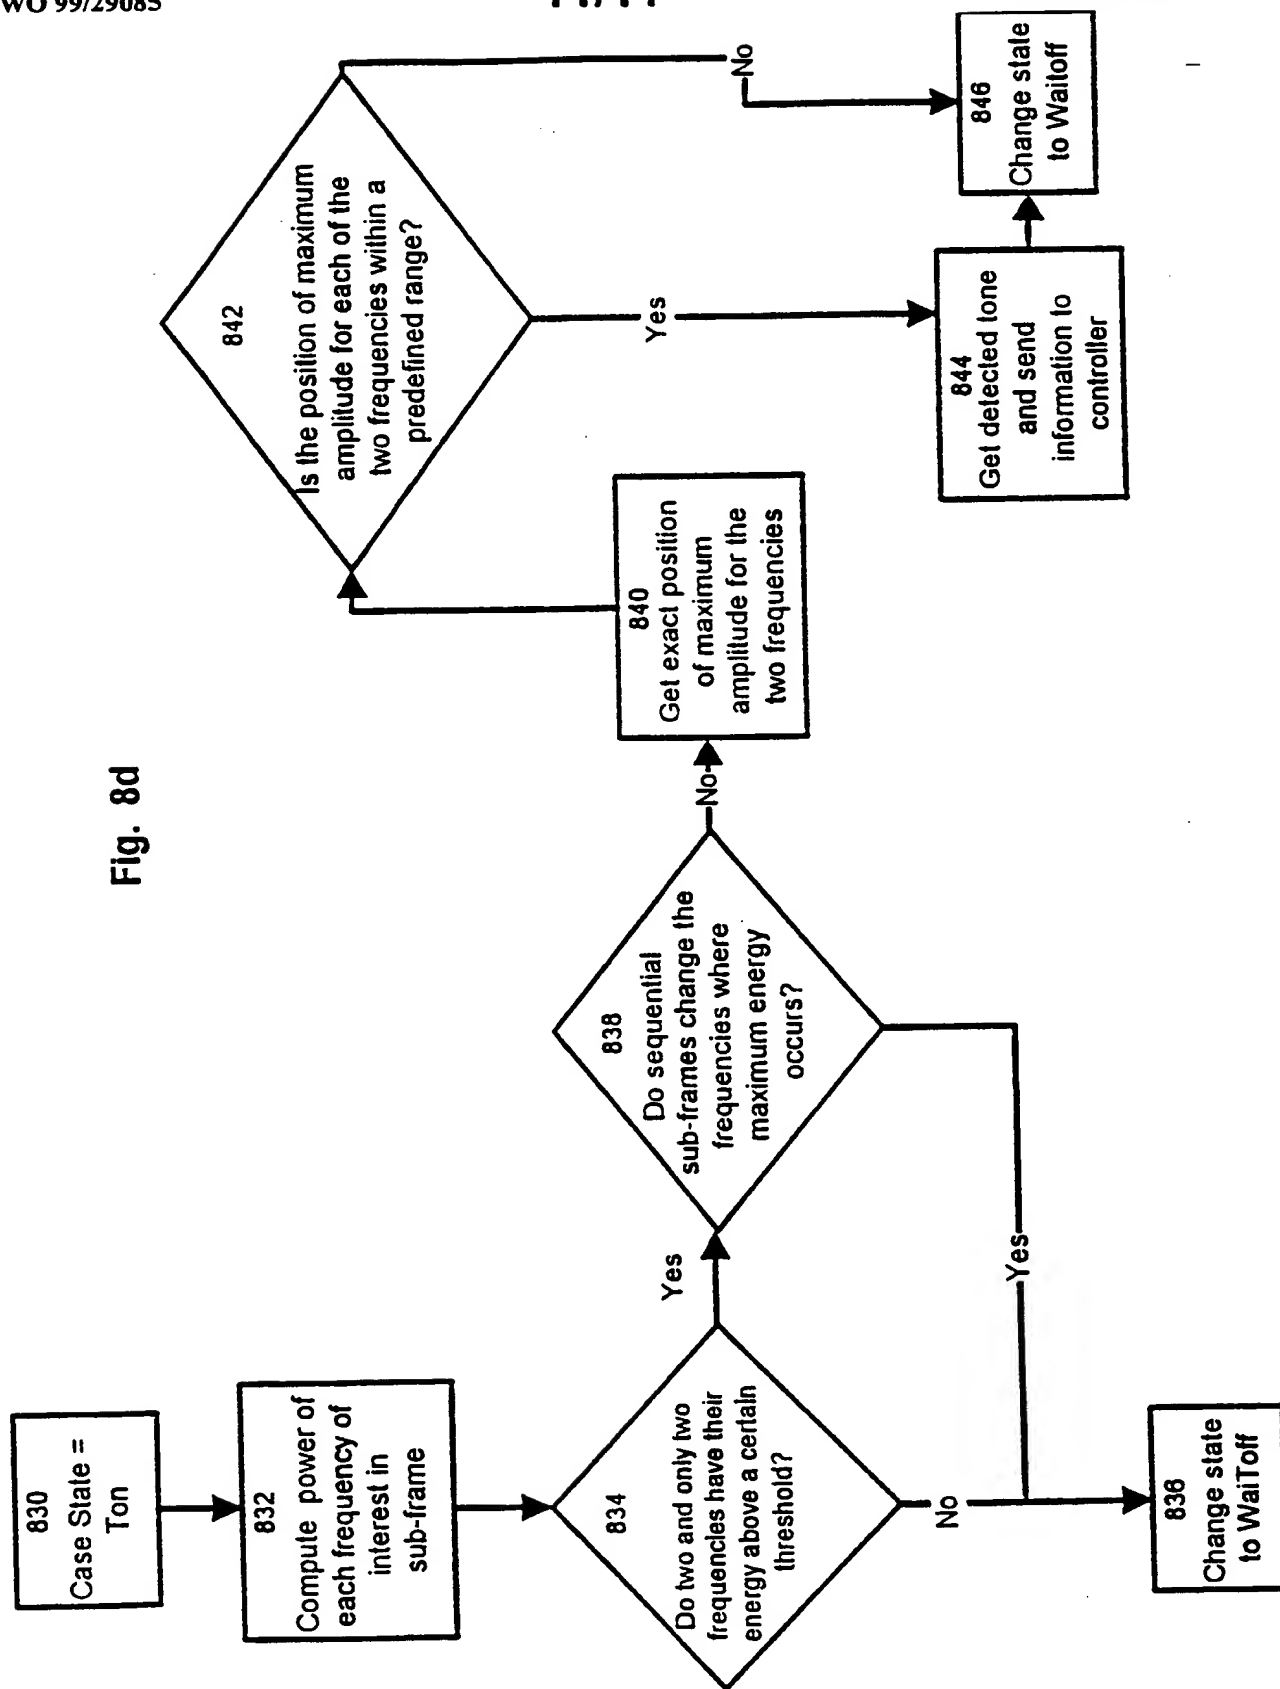 WO 99/29085
Fig. 8d
830
Case State =
Ton
832
Compute power of
each frequency of
interest in
sub-frame
834
Do two and only two
frequencies have their
energy above a certain
threshold?
Yes
No
836
Change state
to WaiToff
838
Do sequential
sub-frames change the
frequencies where
maximum energy
occurs?
Yes
No
840
Get exact position
of maximum
amplitude for the
two frequencies
842
Is the position of maximum
amplitude for each of the
two frequencies within a
predefined range?
Yes
No
844
Get detected tone
and send
information to
controller
846
Change state
to Waitoff